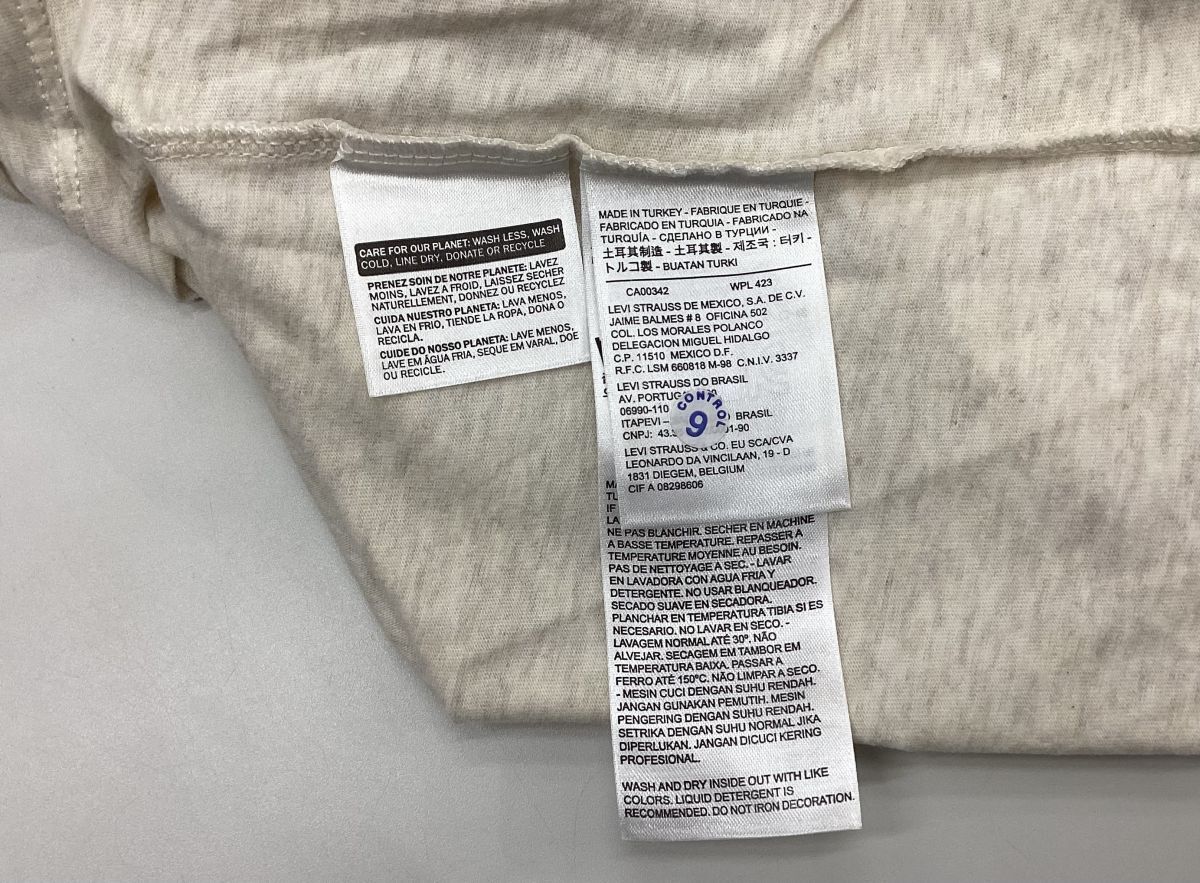 CARE FOR OUR PLANET: WASH LESS, WASH
COLD, LINE DRY, DONATE OR RECYCLE
PRENEZ SOIN DE NOTRE PLANETE: LAVEZ
MOINS, LAVEZ A FROID, LAISSEZ SECHER
NATURELLEMENT, DONNEZ OU RECYCLEZ
CUIDA NUESTRO PLANETA: LAVA MENOS,
LAVA EN FRIO, TIENDE LA ROPA, DONA O
RECICLA.
CUIDE DO NOSSO PLANETA: LAVE MENOS,
LAVE EM ÁGUA FRIA, SEQUE EM VARAL, DOE
OU RECICLE.
MADE IN TURKEY - FABRIQUE EN TURQUIE -
FABRICADO EN TURQUIA - FABRICADO NA
TURQUÍA - СДЕЛАНО В ТУРЦИИ -
土耳其制造 - 土耳其製 - 제조국 : 터키 -
トルコ製 - BUATAN TURKI
CA00342 WPL 423
LEVI STRAUSS DE MEXICO, S.A. DE C.V.
JAIME BALMES # 8 OFICINA 502
COL. LOS MORALES POLANCO
DELEGACION MIGUEL HIDALGO
C.P. 11510 MEXICO D.F.
R.F.C. LSM 660818 M-98 C.N.I.V. 3337
LEVI STRAUSS DO BRASIL
AV.
06990-110
ITAPEVI – BRASIL
CNPJ: 43. 01-90
CONTROL
9
LEVI STRAUSS & CO. EU SCA/CVA
LEONARDO DA VINCILAAN, 19 - D
1831 DIEGEM, BELGIUM
CIF A 08298606
NE PAS BLANCHIR. SECHER EN MACHINE
A BASSE TEMPERATURE. REPASSER A
TEMPERATURE MOYENNE AU BESOIN.
PAS DE NETTOYAGE A SEC. - LAVAR
EN LAVADORA CON AGUA FRIA Y
DETERGENTE. NO USAR BLANQUEADOR.
SECADO SUAVE EN SECADORA.
PLANCHAR EN TEMPERATURA TIBIA SI ES
NECESARIO. NO LAVAR EN SECO. -
LAVAGEM NORMAL ATÉ 30º. NÃO
ALVEJAR. SECAGEM EM TAMBOR EM
TEMPERATURA BAIXA. PASSAR A
FERRO ATÉ 150ºC. NÃO LIMPAR A SECO.
- MESIN CUCI DENGAN SUHU RENDAH.
JANGAN GUNAKAN PEMUTIH. MESIN
PENGERING DENGAN SUHU RENDAH.
SETRIKA DENGAN SUHU NORMAL JIKA
DIPERLUKAN. JANGAN DICUCI KERING
PROFESIONAL.
WASH AND DRY INSIDE OUT WITH LIKE
COLORS. LIQUID DETERGENT IS
RECOMMENDED. DO NOT IRON DECORATION.